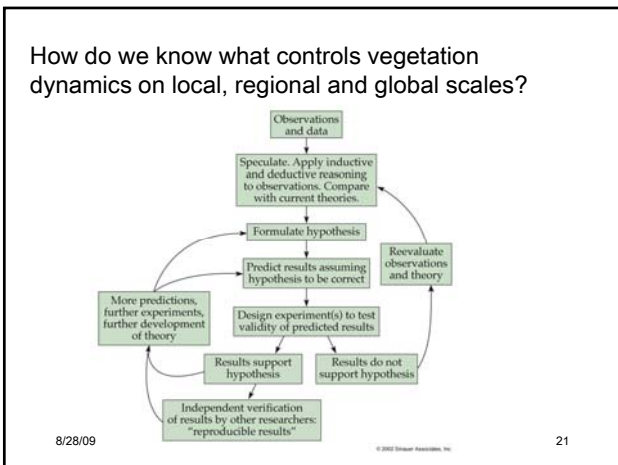 How do we know what controls vegetation
dynamics on local, regional and global scales?
Observations
and data
Speculate. Apply inductive
and deductive reasoning
to observations. Compare
with current theories.
Formulate hypothesis
Reevaluate
observations
and theory
Predict results assuming
hypothesis to be correct
More predictions,
further experiments,
further development
of theory
Design experiment(s) to test
validity of predicted results
Results support
hypothesis
Results do not
support hypothesis
Independent verification
of results by other researchers:
"reproducible results"
8/28/09
© 2002 Sinauer Associates, Inc.
21